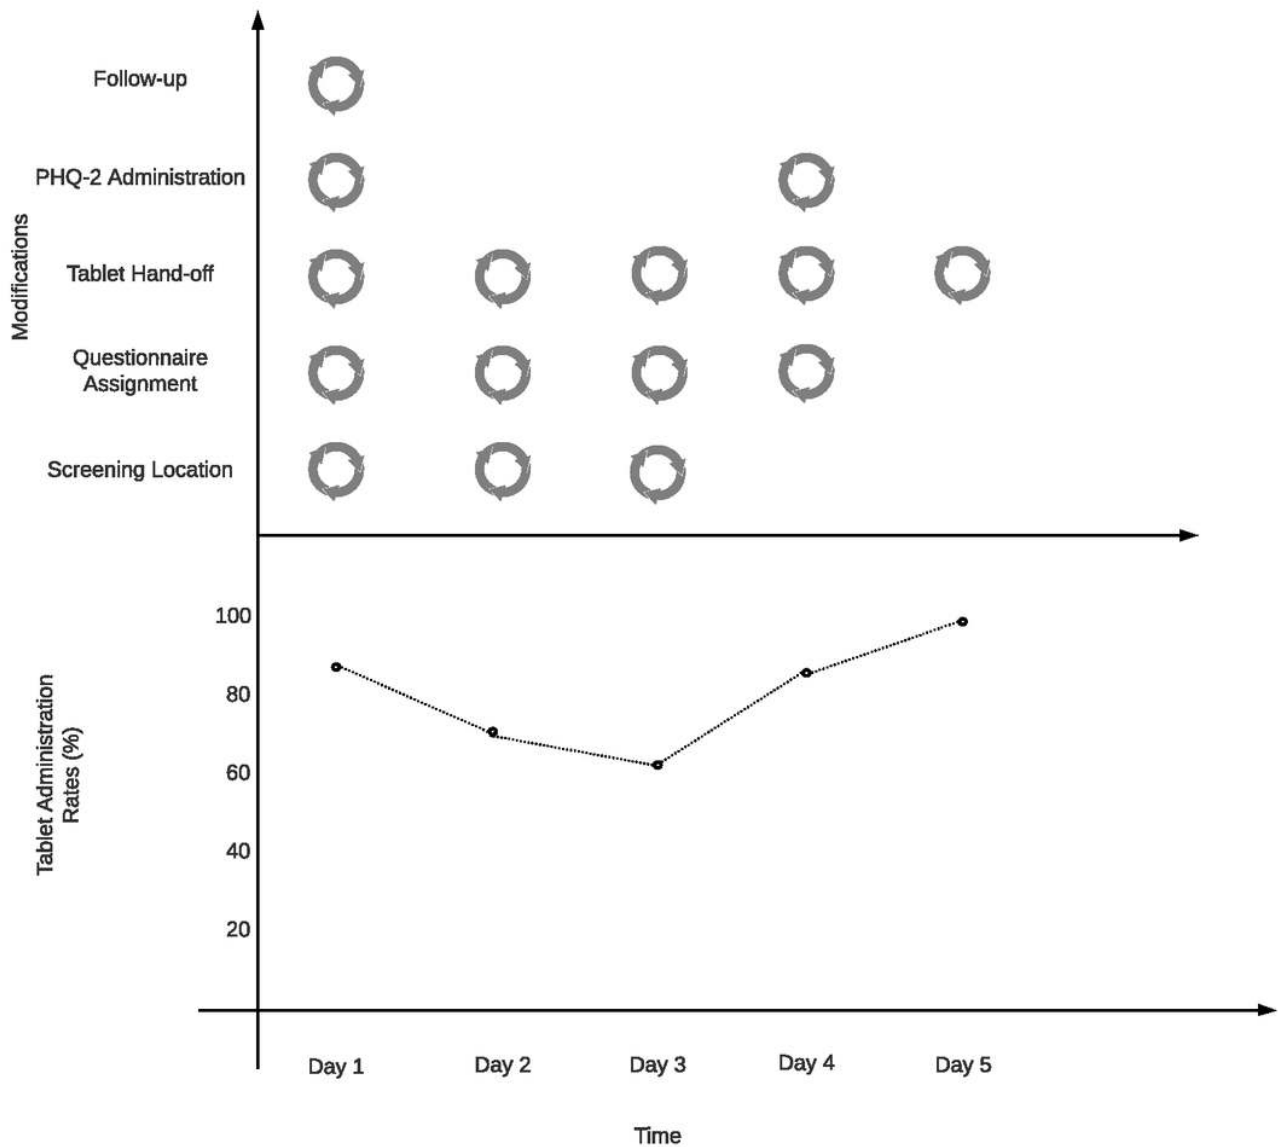 Follow-up
PHQ-2 Administration
Modifications
Tablet Hand-off
Questionnaire
Assignment
Screening Location
100
80
60
40
20
Tablet Administration
Rates (%)
Day 1
Day 2
Day 3
Day 4
Day 5
Time